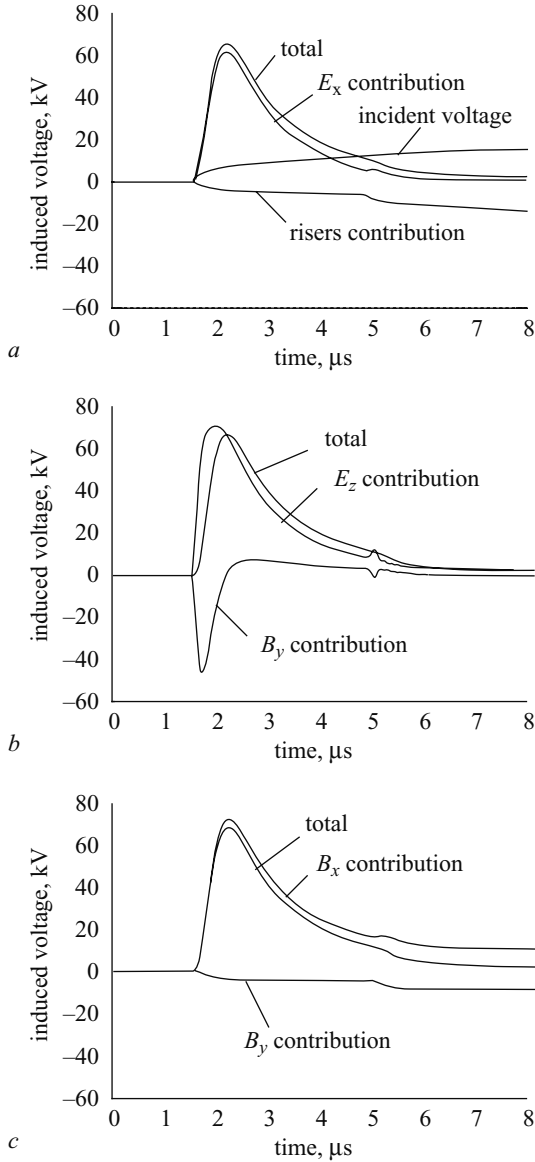 80
60
40
20
0
–20
–40
–60
induced voltage, kV
total
Ex contribution
incident voltage
risers contribution
0 1 2 3 4 5 6 7 8
time, μs
a
80
60
40
20
0
–20
–40
–60
induced voltage, kV
total
Ez contribution
By contribution
0 1 2 3 4 5 6 7 8
time, μs
b
80
60
40
20
0
–20
–40
–60
induced voltage, kV
total
Bx contribution
By contribution
0 1 2 3 4 5 6 7 8
time, μs
c